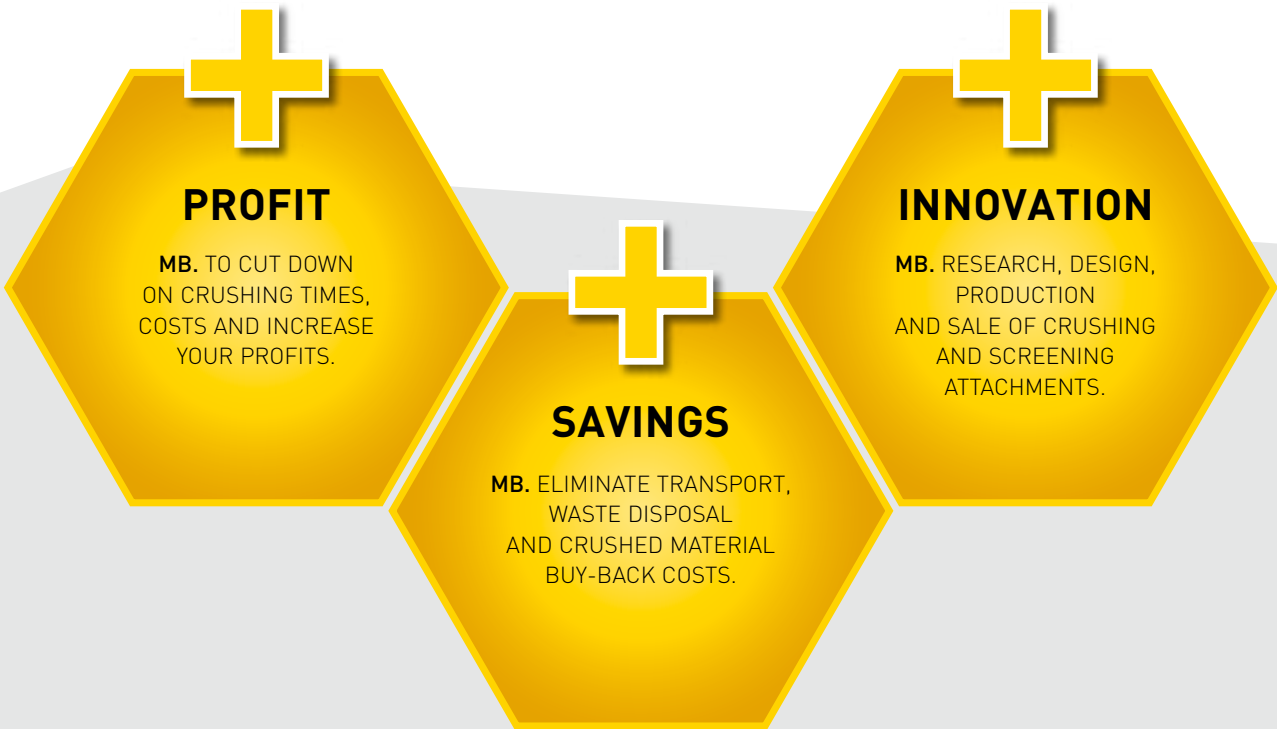 PROFIT
MB. TO CUT DOWN
ON CRUSHING TIMES,
COSTS AND INCREASE
YOUR PROFITS.
SAVINGS
MB. ELIMINATE TRANSPORT,
WASTE DISPOSAL
AND CRUSHED MATERIAL
BUY-BACK COSTS.
INNOVATION
MB. RESEARCH, DESIGN,
PRODUCTION
AND SALE OF CRUSHING
AND SCREENING
ATTACHMENTS.